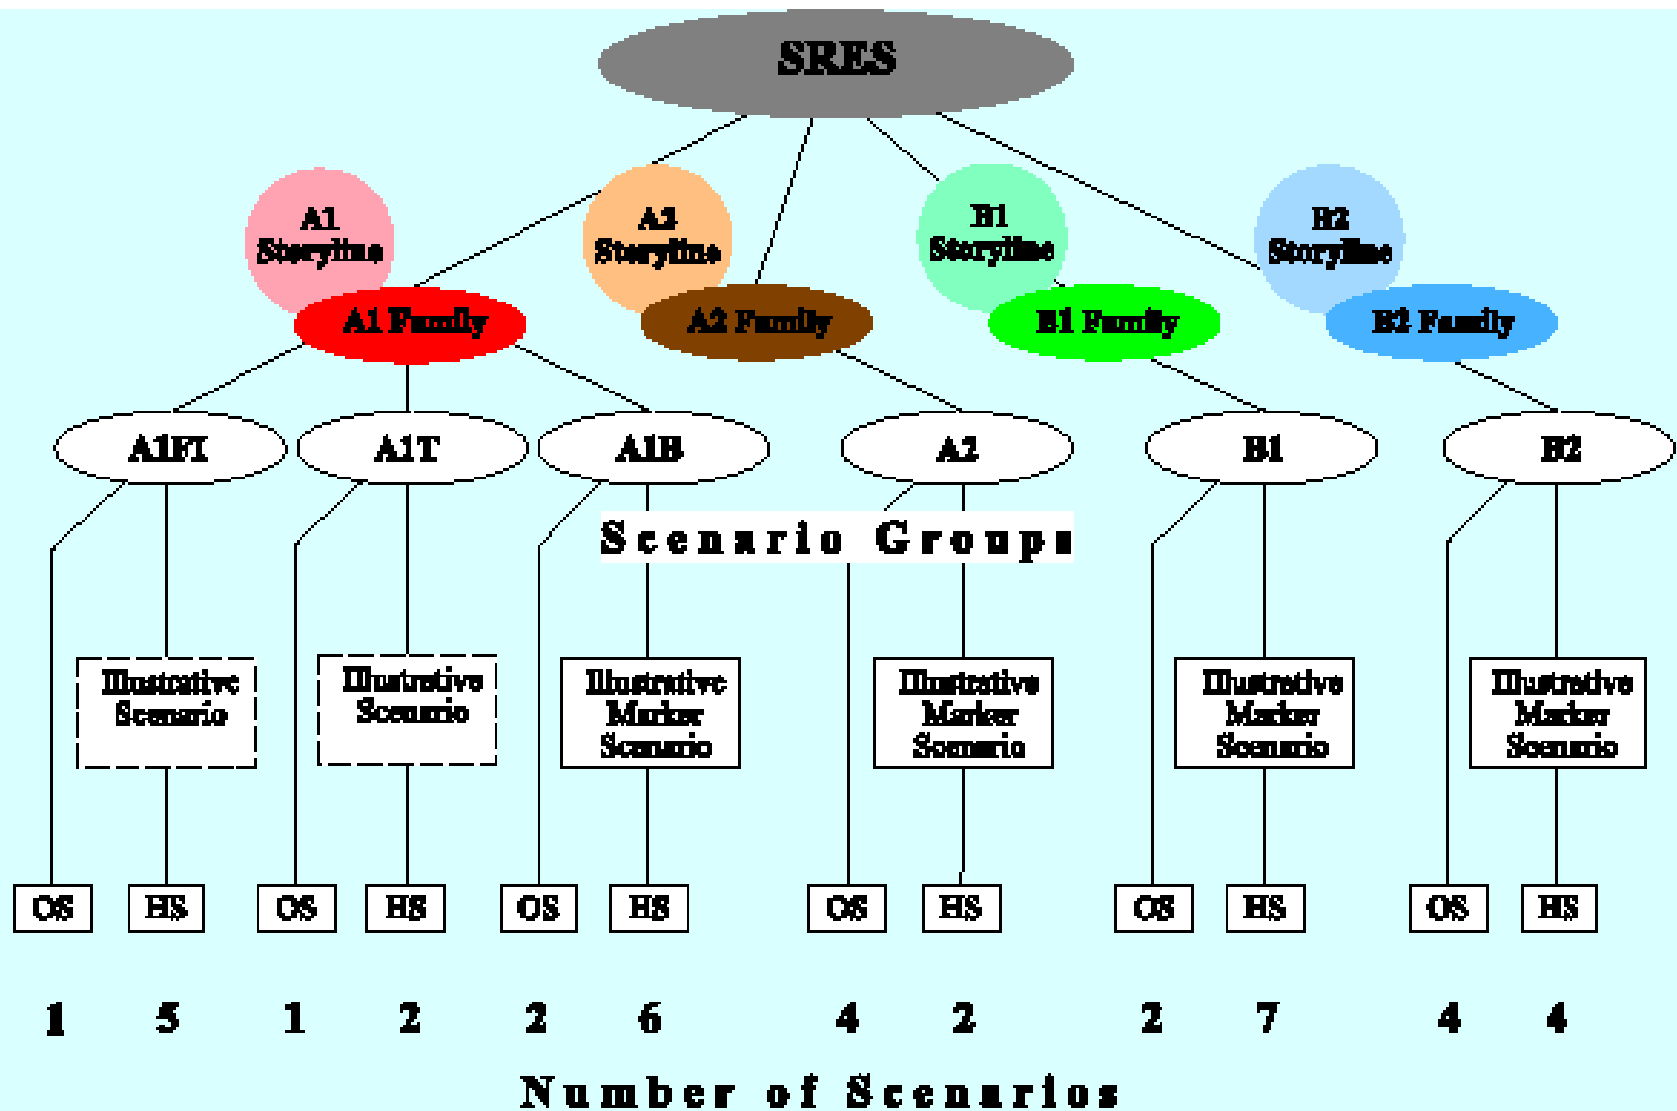 SRES
A1
Storyline
A2
Storyline
B1
Storyline
B2
Storyline
A1 Family
A2 Family
B1 Family
B2 Family
A1FI
A1T
A1B
A2
B1
B2
Scenario Groups
Illustrative
Scenario
Illustrative
Scenario
Illustrative
Marker
Scenario
Illustrative
Marker
Scenario
Illustrative
Marker
Scenario
Illustrative
Marker
Scenario
OS HS OS HS OS HS OS HS OS HS OS HS
1 5 1 2 2 6 4 2 2 7 4 4
Number of Scenarios